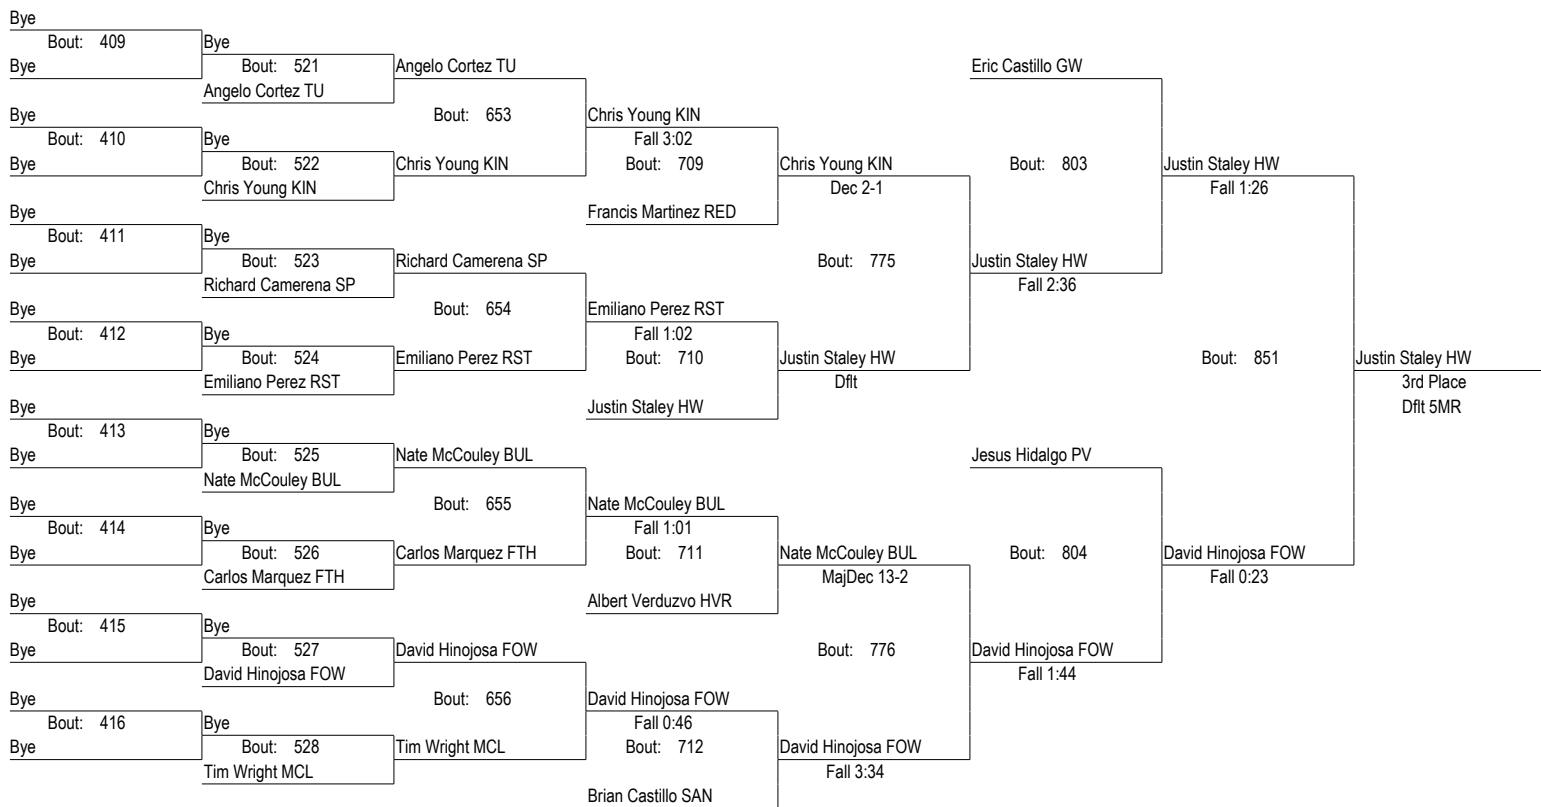 Bye
Bout: 409
Bye
Bye
Bout: 521
Angelo Cortez TU
Angelo Cortez TU
Bout: 653
Bye
Bout: 410
Bye
Bye
Bout: 522
Chris Young KIN
Chris Young KIN
Chris Young KIN
Fall 3:02
Bout: 709
Francis Martinez RED
Chris Young KIN
Dec 2-1
Bout: 775
Bye
Bout: 411
Bye
Bye
Bout: 523
Richard Camerena SP
Richard Camerena SP
Bout: 654
Bye
Bout: 412
Bye
Bye
Bout: 524
Emiliano Perez RST
Emiliano Perez RST
Emiliano Perez RST
Fall 1:02
Bout: 710
Justin Staley HW
Justin Staley HW
Dflt
Eric Castillo GW
Bout: 803
Justin Staley HW
Fall 2:36
Justin Staley HW
Fall 1:26
Bout: 851
Justin Staley HW
3rd Place
Dflt 5MR
Bye
Bout: 413
Bye
Bye
Bout: 525
Nate McCouley BUL
Nate McCouley BUL
Bout: 655
Bye
Bout: 414
Bye
Bye
Bout: 526
Carlos Marquez FTH
Carlos Marquez FTH
Nate McCouley BUL
Fall 1:01
Bout: 711
Albert Verduzvo HVR
Nate McCouley BUL
MajDec 13-2
Bout: 776
Bye
Bout: 415
Bye
Bye
Bout: 527
David Hinojosa FOW
David Hinojosa FOW
Bout: 656
Bye
Bout: 416
Bye
Bye
Bout: 528
Tim Wright MCL
Tim Wright MCL
David Hinojosa FOW
Fall 0:46
Bout: 712
Brian Castillo SAN
David Hinojosa FOW
Fall 3:34
Jesus Hidalgo PV
Bout: 804
David Hinojosa FOW
Fall 1:44
David Hinojosa FOW
Fall 0:23